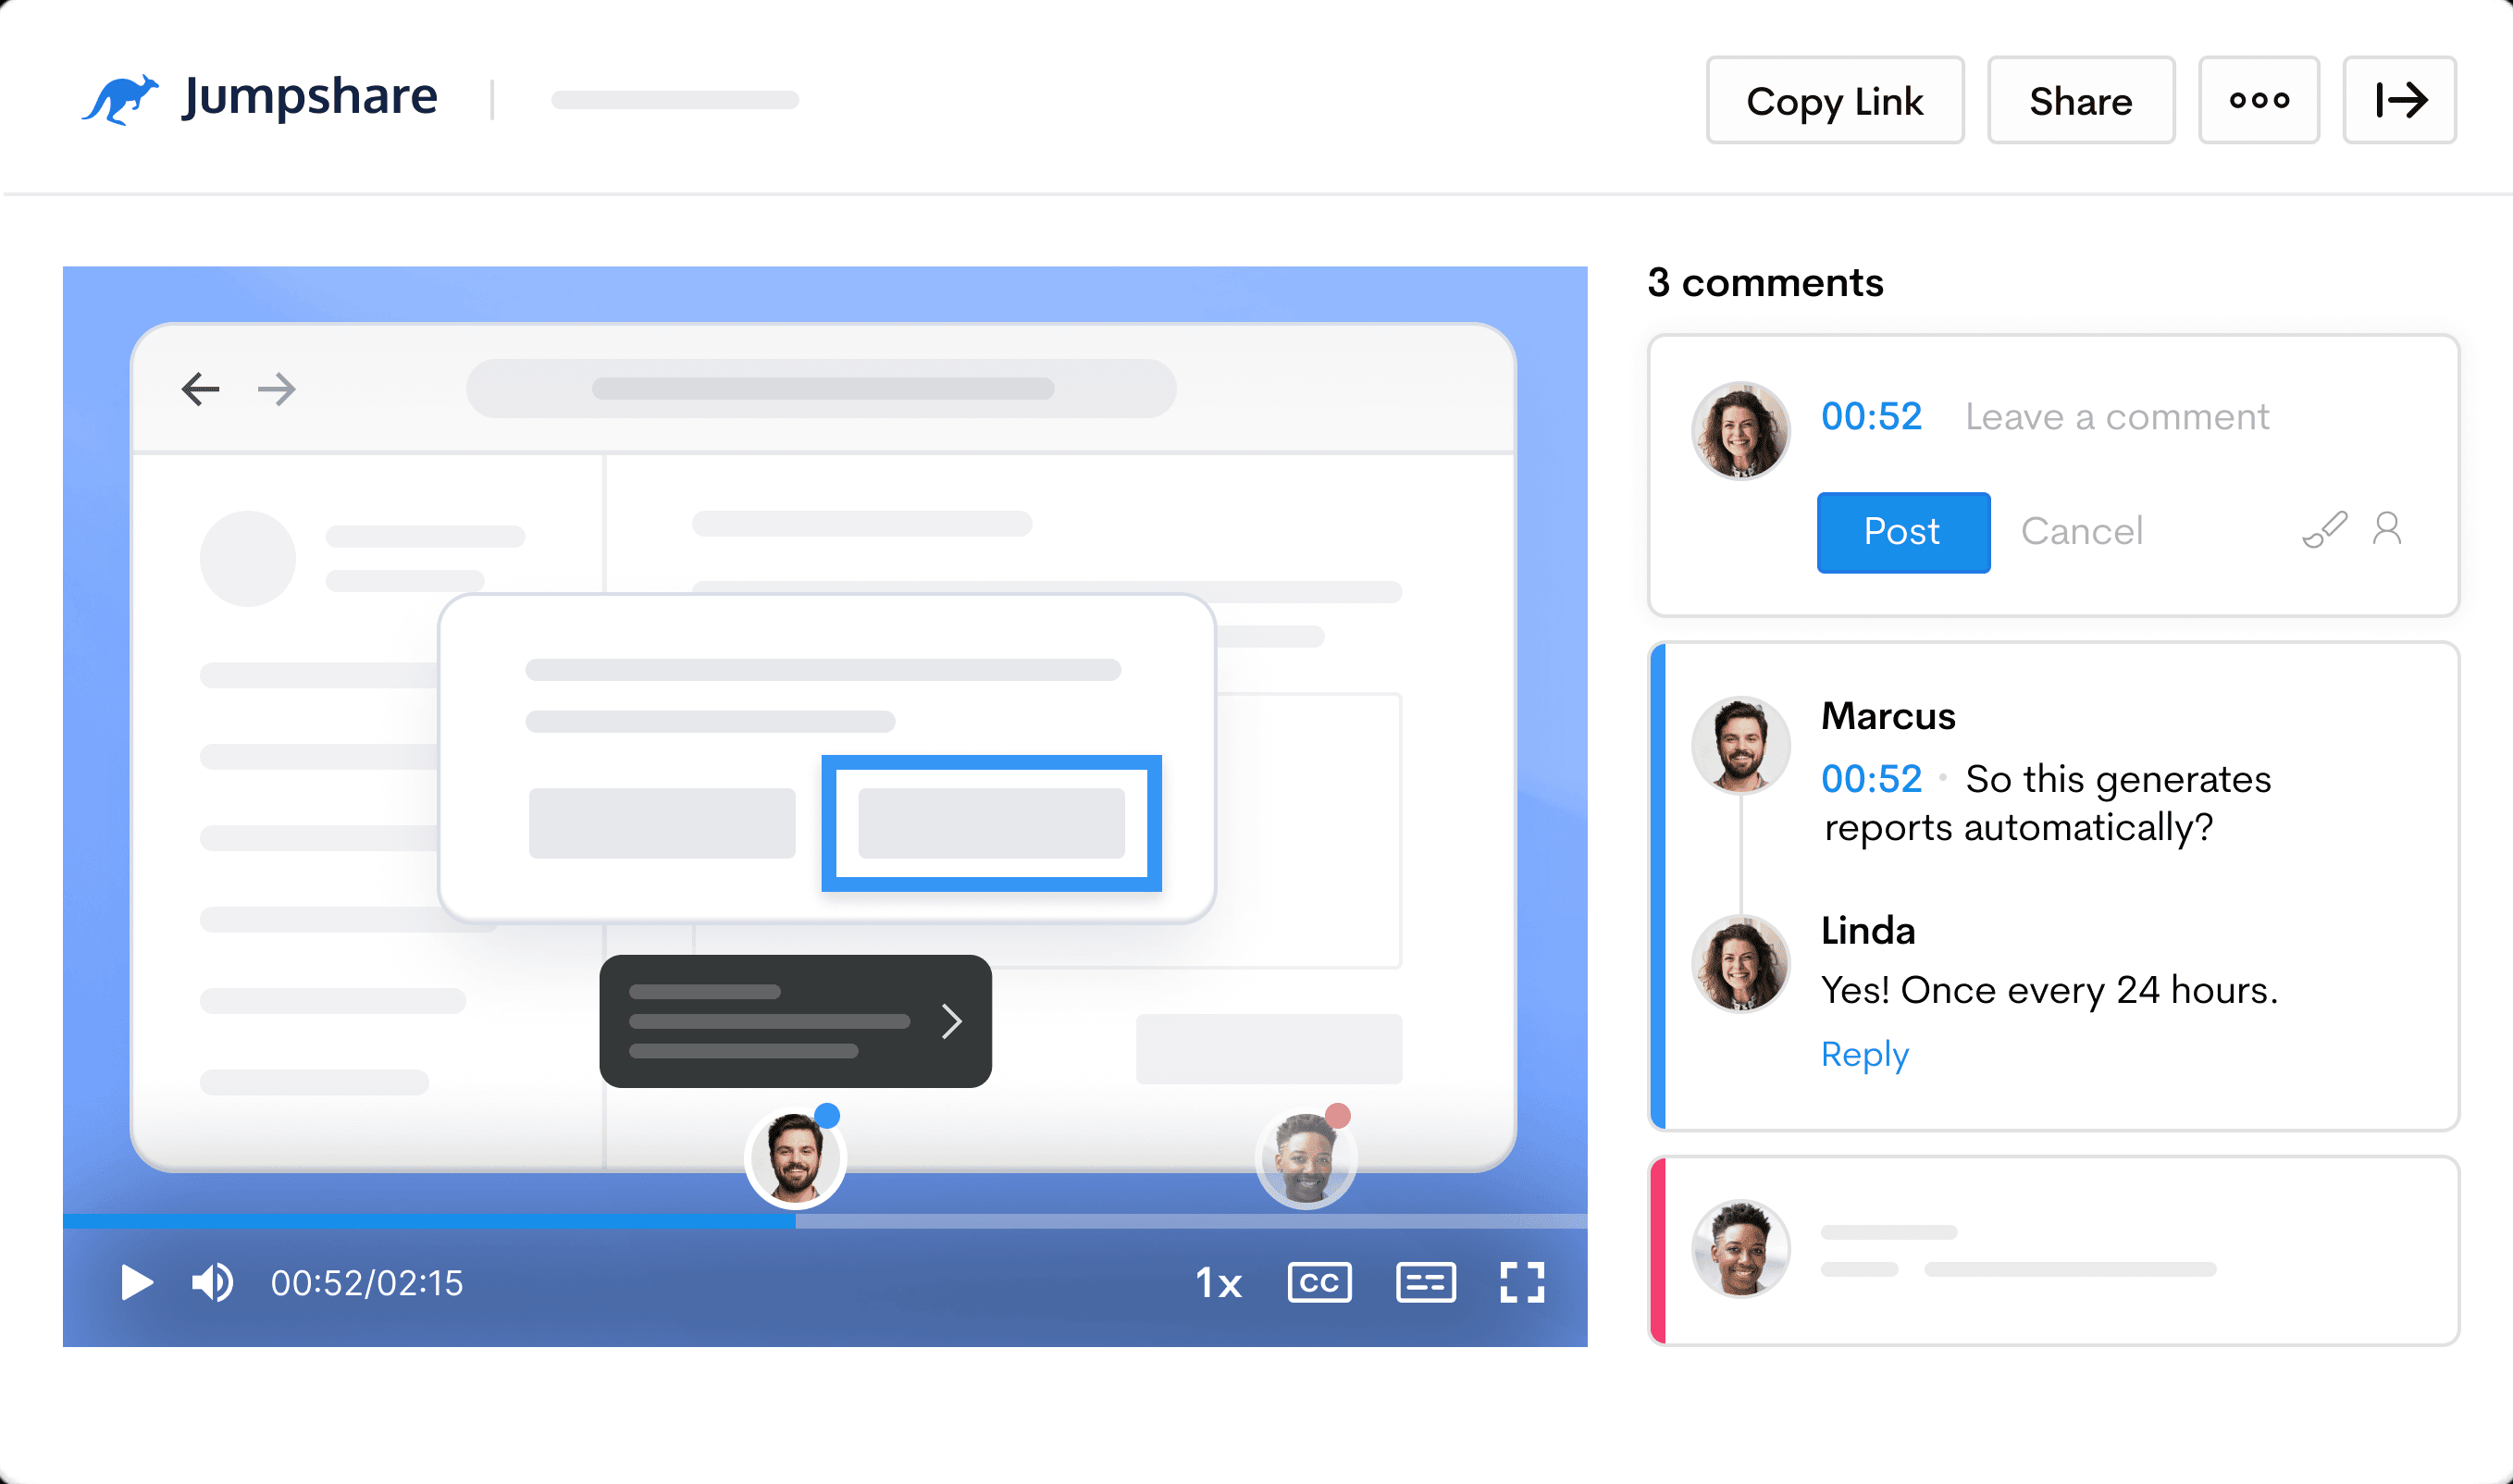 Jumpshare
Copy Link
Share
3 comments
00:52 Leave a comment
Post
Cancel
Marcus
00:52 • So this generates
reports automatically?
Linda
Yes! Once every 24 hours.
Reply
00:52/02:15
1x
CC